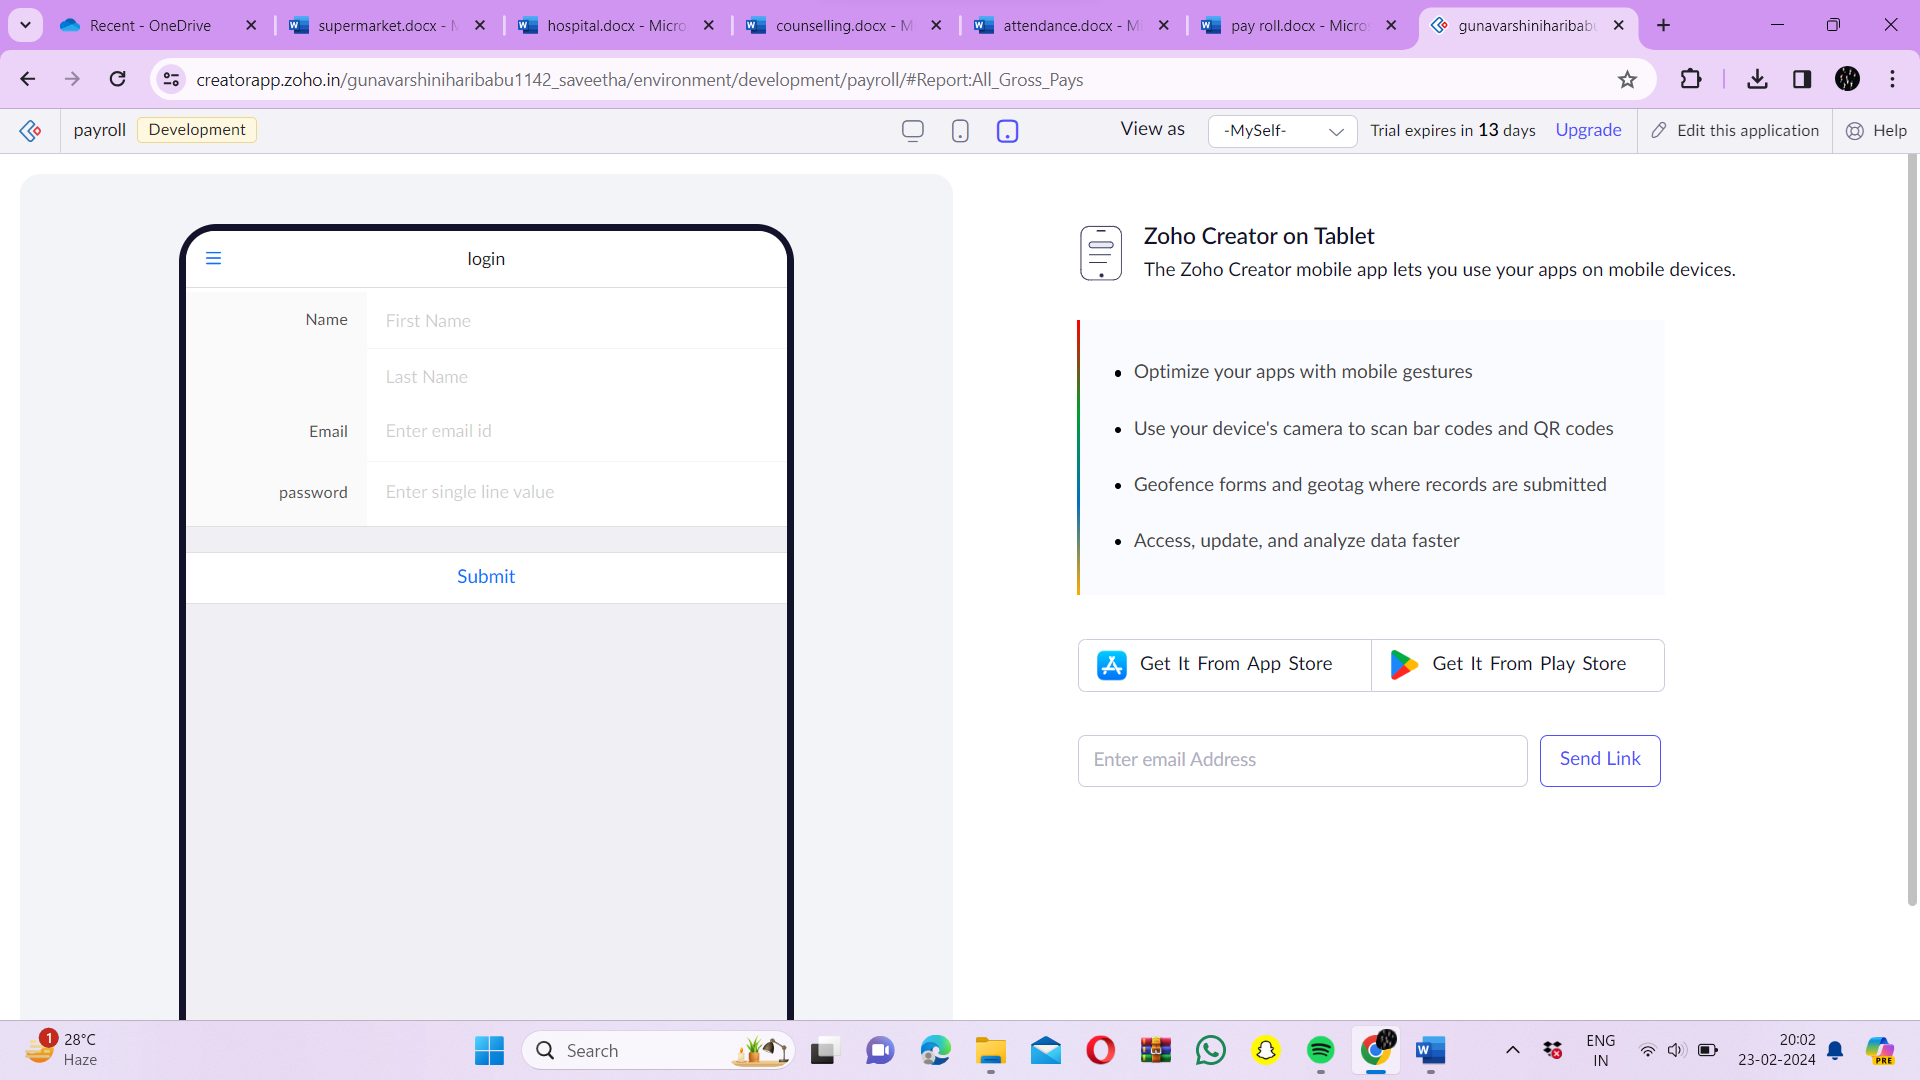 Recent - OneDrive
supermarket.docx - M
hospital.docx - Micro
counselling.docx - M
attendance.docx - Mi
pay roll.docx - Micros
gunavarshiniharibabu
creatorapp.zoho.in/gunavarshiniharibabu1142_saveetha/environment/development/payroll/#Report:All_Gross_Pays
payroll
Development
View as
-MySelf-
Trial expires in 13 days
Upgrade
Edit this application
Help
login
Name
First Name
Last Name
Email
Enter email id
password
Enter single line value
Submit
Zoho Creator on Tablet
The Zoho Creator mobile app lets you use your apps on mobile devices.
Optimize your apps with mobile gestures
Use your device's camera to scan bar codes and QR codes
Geofence forms and geotag where records are submitted
Access, update, and analyze data faster
Get It From App Store
Get It From Play Store
Enter email Address
Send Link
1
28°C
Haze
Search
ENG
IN
20:02
23-02-2024
PRE